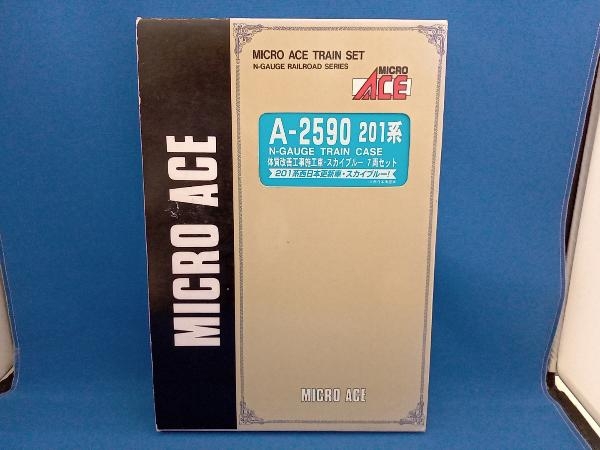 MICRO ACE TRAIN SET
N-GAUGE RAILROAD SERIES
MICRO
ACE
A-2590 201系
N-GAUGE TRAIN CASE
体質改善工事施工車・スカイブルー 7両セット
201系西日本更新車・スカイブルー!
MICRO ACE
MICRO ACE